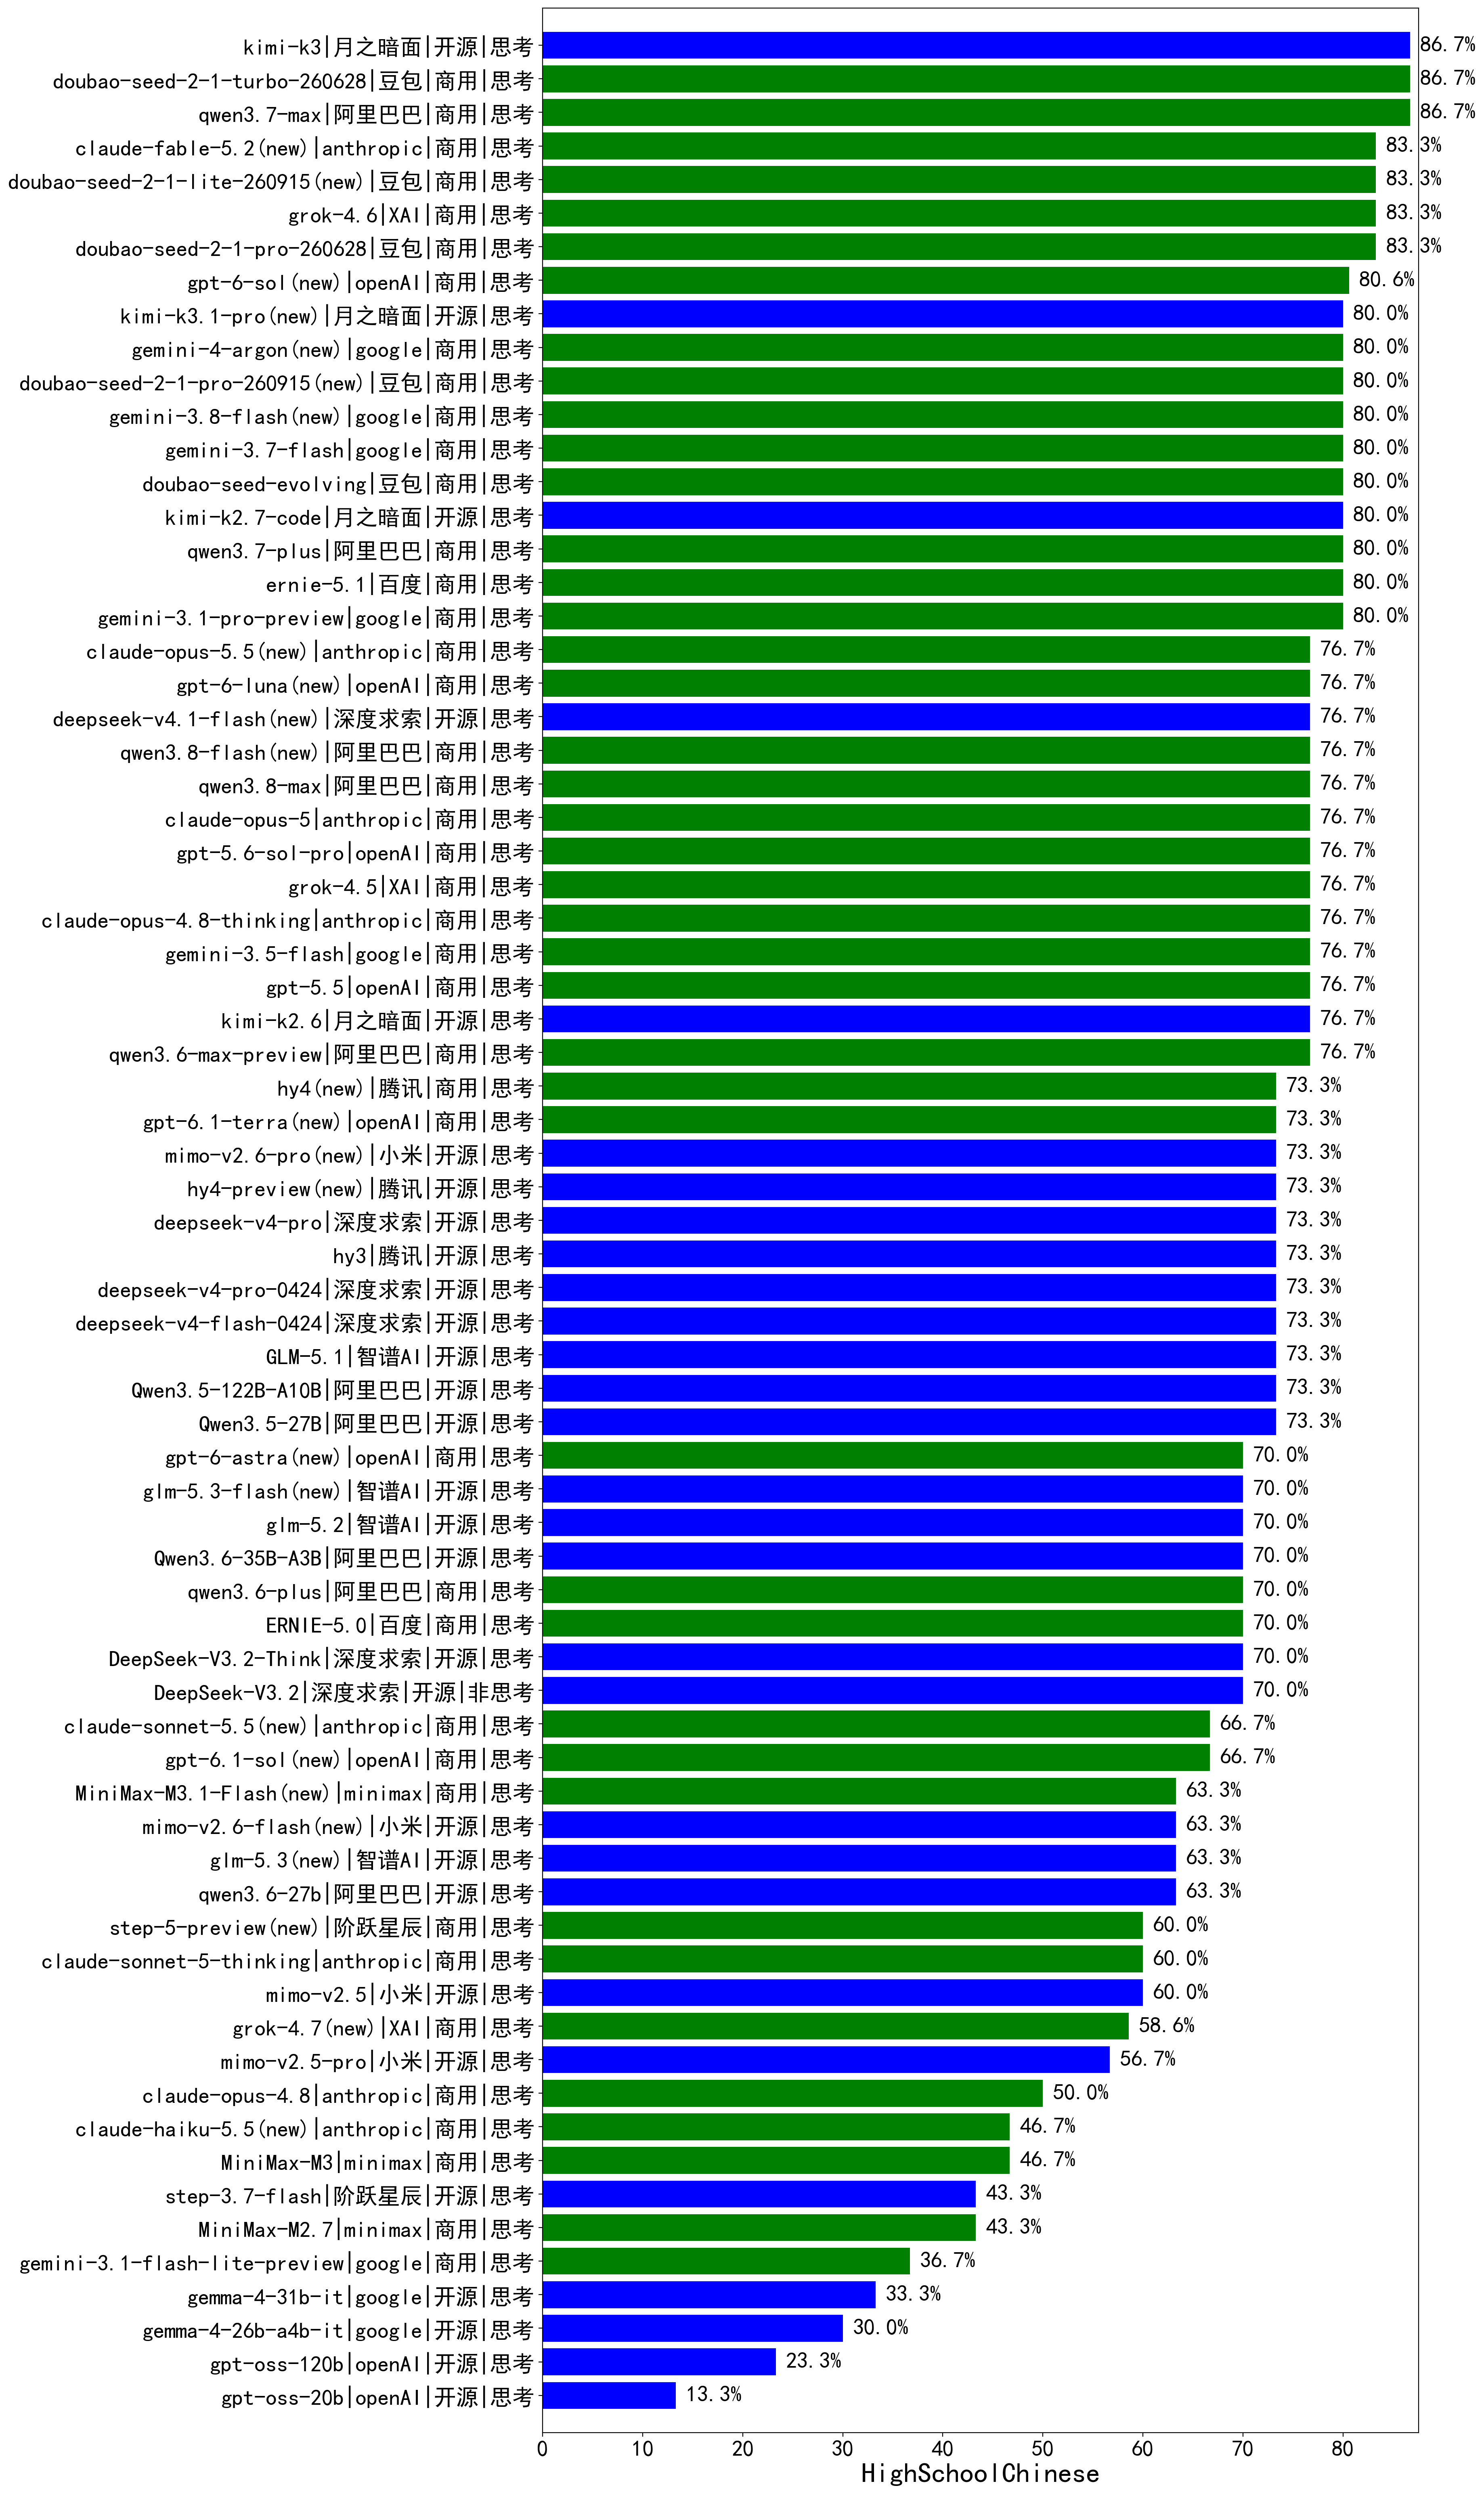 kimi-k3|月之暗面|开源|思考 86.7%
doubao-seed-2-1-turbo-260628|豆包|商用|思考 86.7%
qwen3.7-max|阿里巴巴|商用|思考 86.7%
claude-fable-5.2(new)|anthropic|商用|思考 83.3%
doubao-seed-2-1-lite-260915(new)|豆包|商用|思考 83.3%
grok-4.6|XAI|商用|思考 83.3%
doubao-seed-2-1-pro-260628|豆包|商用|思考 83.3%
gpt-6-sol(new)|openAI|商用|思考 80.6%
kimi-k3.1-pro(new)|月之暗面|开源|思考 80.0%
gemini-4-argon(new)|google|商用|思考 80.0%
doubao-seed-2-1-pro-260915(new)|豆包|商用|思考 80.0%
gemini-3.8-flash(new)|google|商用|思考 80.0%
gemini-3.7-flash|google|商用|思考 80.0%
doubao-seed-evolving|豆包|商用|思考 80.0%
kimi-k2.7-code|月之暗面|开源|思考 80.0%
qwen3.7-plus|阿里巴巴|商用|思考 80.0%
ernie-5.1|百度|商用|思考 80.0%
gemini-3.1-pro-preview|google|商用|思考 80.0%
claude-opus-5.5(new)|anthropic|商用|思考 76.7%
gpt-6-luna(new)|openAI|商用|思考 76.7%
deepseek-v4.1-flash(new)|深度求索|开源|思考 76.7%
qwen3.8-flash(new)|阿里巴巴|商用|思考 76.7%
qwen3.8-max|阿里巴巴|商用|思考 76.7%
claude-opus-5|anthropic|商用|思考 76.7%
gpt-5.6-sol-pro|openAI|商用|思考 76.7%
grok-4.5|XAI|商用|思考 76.7%
claude-opus-4.8-thinking|anthropic|商用|思考 76.7%
gemini-3.5-flash|google|商用|思考 76.7%
gpt-5.5|openAI|商用|思考 76.7%
kimi-k2.6|月之暗面|开源|思考 76.7%
qwen3.6-max-preview|阿里巴巴|商用|思考 76.7%
hy4(new)|腾讯|商用|思考 73.3%
gpt-6.1-terra(new)|openAI|商用|思考 73.3%
mimo-v2.6-pro(new)|小米|开源|思考 73.3%
hy4-preview(new)|腾讯|开源|思考 73.3%
deepseek-v4-pro|深度求索|开源|思考 73.3%
hy3|腾讯|开源|思考 73.3%
deepseek-v4-pro-0424|深度求索|开源|思考 73.3%
deepseek-v4-flash-0424|深度求索|开源|思考 73.3%
GLM-5.1|智谱AI|开源|思考 73.3%
Qwen3.5-122B-A10B|阿里巴巴|开源|思考 73.3%
Qwen3.5-27B|阿里巴巴|开源|思考 73.3%
gpt-6-astra(new)|openAI|商用|思考 70.0%
glm-5.3-flash(new)|智谱AI|开源|思考 70.0%
glm-5.2|智谱AI|开源|思考 70.0%
Qwen3.6-35B-A3B|阿里巴巴|开源|思考 70.0%
qwen3.6-plus|阿里巴巴|商用|思考 70.0%
ERNIE-5.0|百度|商用|思考 70.0%
DeepSeek-V3.2-Think|深度求索|开源|思考 70.0%
DeepSeek-V3.2|深度求索|开源|非思考 70.0%
claude-sonnet-5.5(new)|anthropic|商用|思考 66.7%
gpt-6.1-sol(new)|openAI|商用|思考 66.7%
MiniMax-M3.1-Flash(new)|minimax|商用|思考 63.3%
mimo-v2.6-flash(new)|小米|开源|思考 63.3%
glm-5.3(new)|智谱AI|开源|思考 63.3%
qwen3.6-27b|阿里巴巴|开源|思考 63.3%
step-5-preview(new)|阶跃星辰|商用|思考 60.0%
claude-sonnet-5-thinking|anthropic|商用|思考 60.0%
mimo-v2.5|小米|开源|思考 60.0%
grok-4.7(new)|XAI|商用|思考 58.6%
mimo-v2.5-pro|小米|开源|思考 56.7%
claude-opus-4.8|anthropic|商用|思考 50.0%
claude-haiku-5.5(new)|anthropic|商用|思考 46.7%
MiniMax-M3|minimax|商用|思考 46.7%
step-3.7-flash|阶跃星辰|开源|思考 43.3%
MiniMax-M2.7|minimax|商用|思考 43.3%
gemini-3.1-flash-lite-preview|google|商用|思考 36.7%
gemma-4-31b-it|google|开源|思考 33.3%
gemma-4-26b-a4b-it|google|开源|思考 30.0%
gpt-oss-120b|openAI|开源|思考 23.3%
gpt-oss-20b|openAI|开源|思考 13.3%
0 10 20 30 40 50 60 70 80
HighSchoolChinese